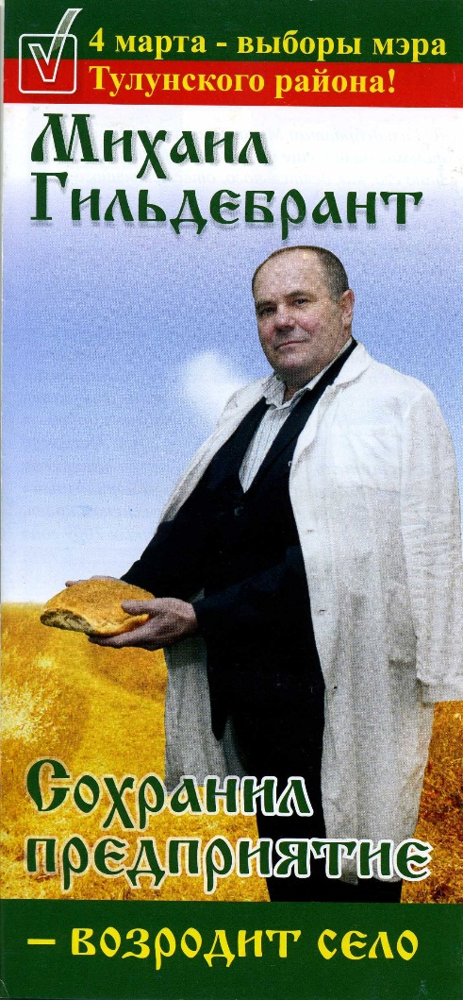 4 марта - выборы мэра
Тулунского района!
Михаил
Гильдебрант
Сохранил
предприятие
– возродит село